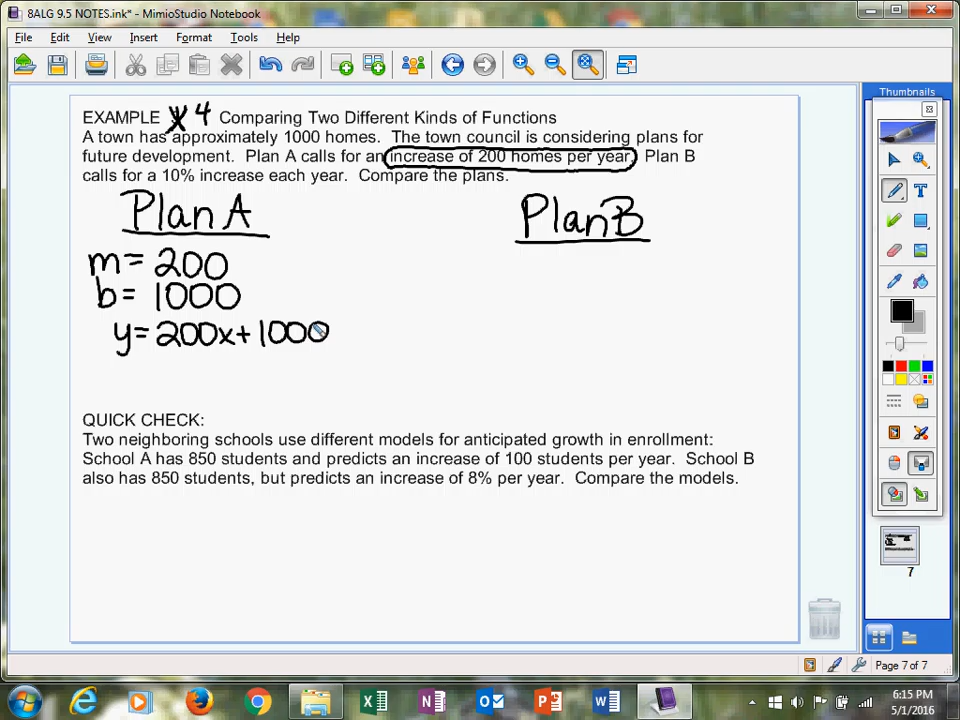 8ALG 9.5 NOTES.ink* - MimioStudio Notebook
File Edit View Insert Format Tools Help
Thumbnails
EXAMPLE 4 Comparing Two Different Kinds of Functions
A town has approximately 1000 homes. The town council is considering plans for
future development. Plan A calls for an increase of 200 homes per year. Plan B
calls for a 10% increase each year. Compare the plans.
Plan A
Plan B
m= 200
b= 1000
y=200x+1000
QUICK CHECK:
Two neighboring schools use different models for anticipated growth in enrollment:
School A has 850 students and predicts an increase of 100 students per year. School B
also has 850 students, but predicts an increase of 8% per year. Compare the models.
7
Page 7 of 7
6:15 PM
5/1/2016